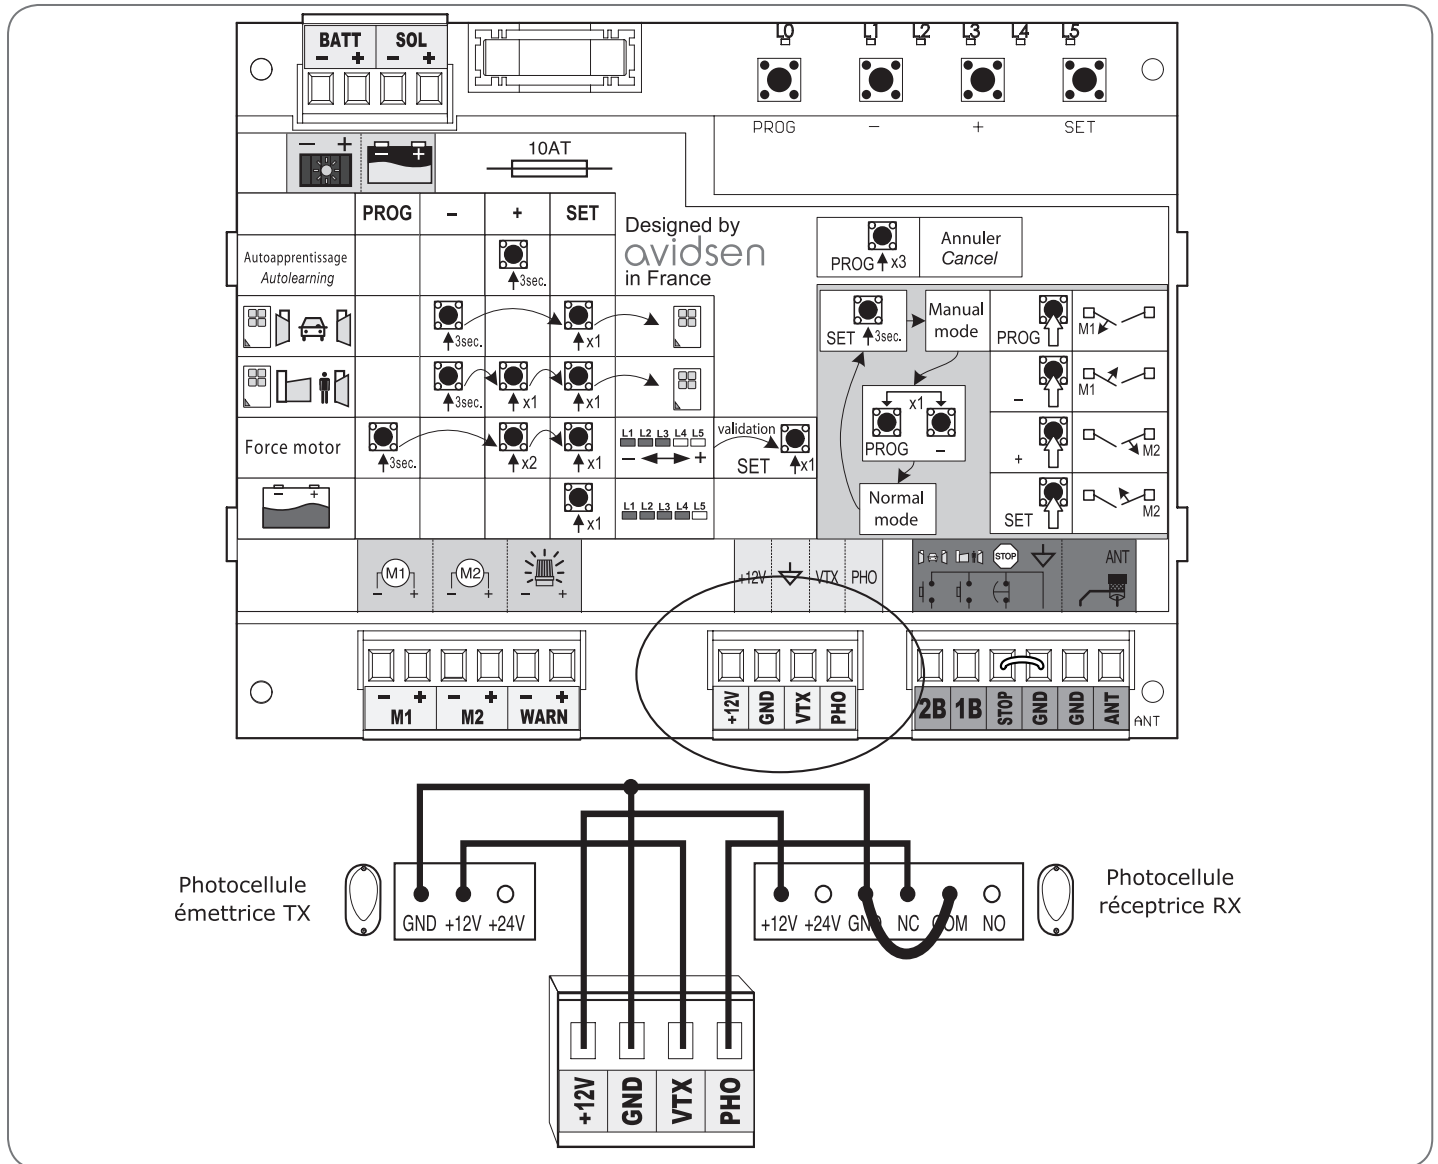 BATT SOL
- + - +
L0 L1 L2 L3 L4 L5
PROG - + SET
- +
- +
10AT
PROG - + SET
Designed by
avidsen
in France
Autoapprentissage
Autolearning
3sec.
PROG x3
Annuler
Cancel
3sec. x1
SET 3sec.
Manual
mode
PROG M1
3sec. x1 x1
x1
PROG -
- M1
Force motor
3sec. x2 x1
L1 L2 L3 L4 L5
- +
validation
SET x1
+ M2
- +
x1
L1 L2 L3 L4 L5
Normal
mode
SET M2
M1
- +
M2
- +
- +
+12V VTX PHO
STOP
ANT
- + - + - +
M1 M2 WARN
+12V GND VTX PHO
2B 1B STOP GND GND ANT
ANT
Photocellule
émettrice TX
GND +12V +24V
+12V +24V GND NC COM NO
Photocellule
réceptrice RX
+12V GND VTX PHO